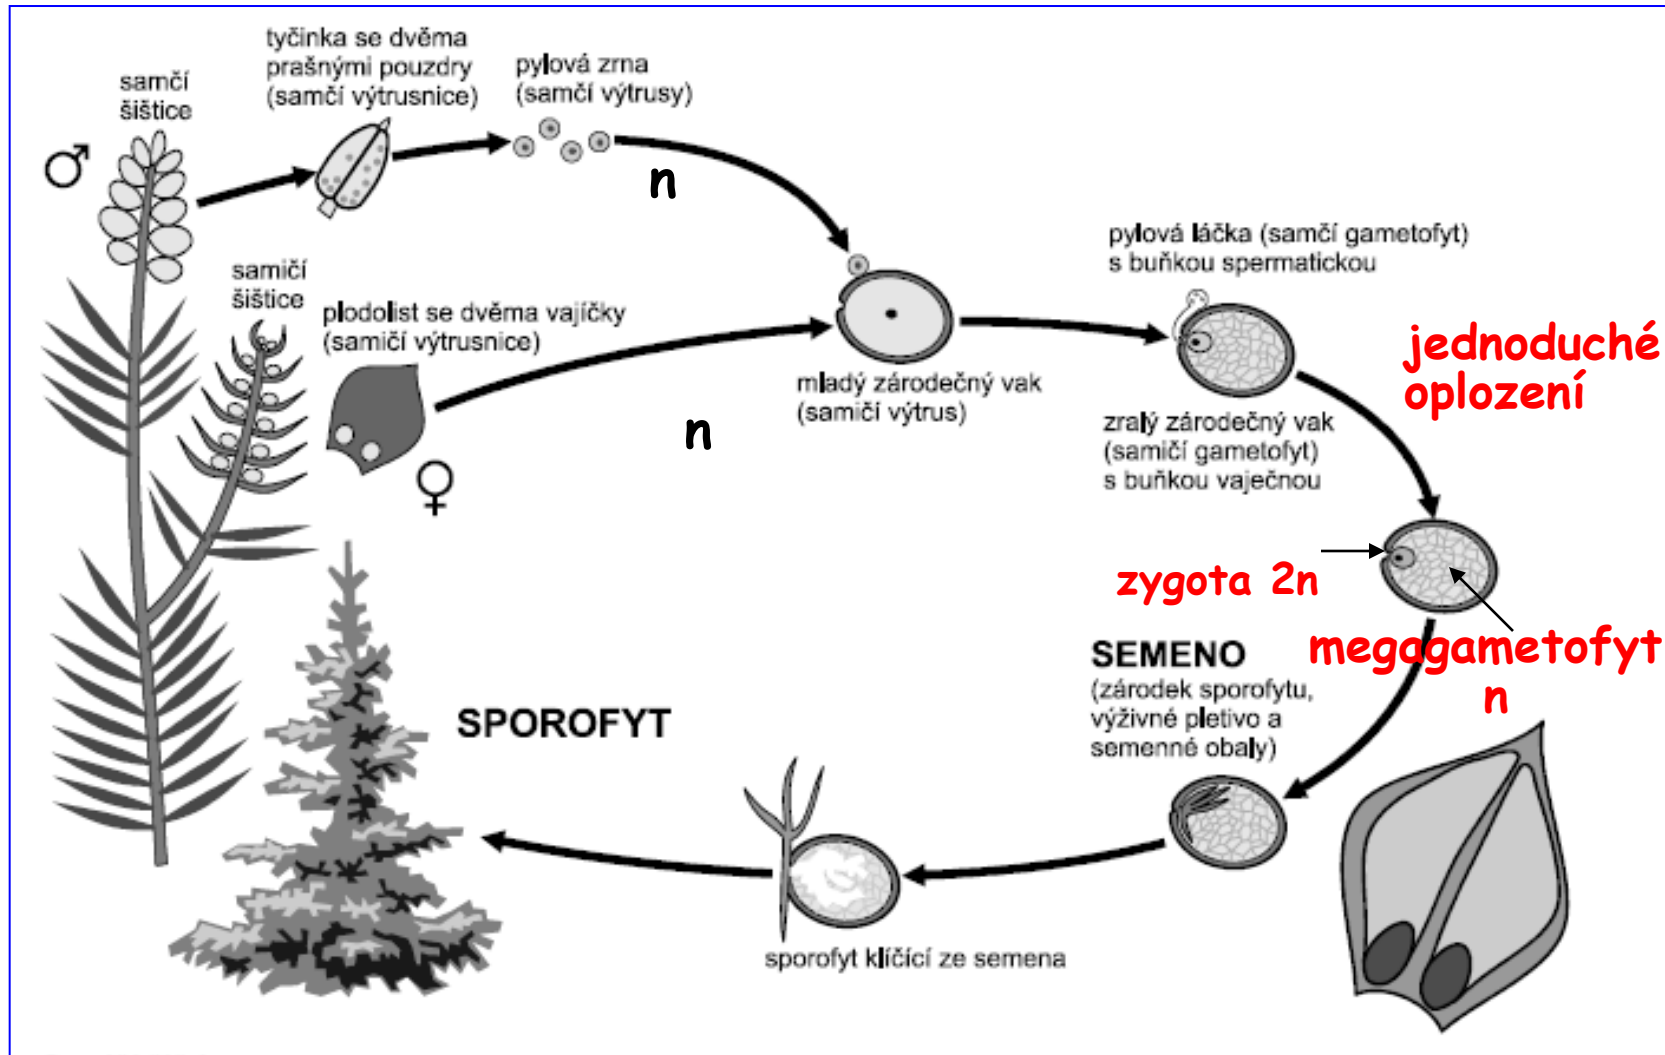 tyčinka se dvěma
prašnými pouzdry
(samčí výtrusnice)
pylová zrna
(samčí výtrusy)
samčí
šištice
♂
n
samičí
šištice
plodolist se dvěma vajíčky
(samičí výtrusnice)
♀
n
mladý zárodečný vak
(samičí výtrus)
pylová láčka (samčí gametofyt)
s buňkou spermatickou
zralý zárodečný vak
(samičí gametofyt)
s buňkou vaječnou
jednoduché
oplození
zygota 2n
megagametofyt
n
SEMENO
(zárodek sporofytu,
výživné pletivo a
semenné obaly)
SPOROFYT
sporofyt klíčící ze semena